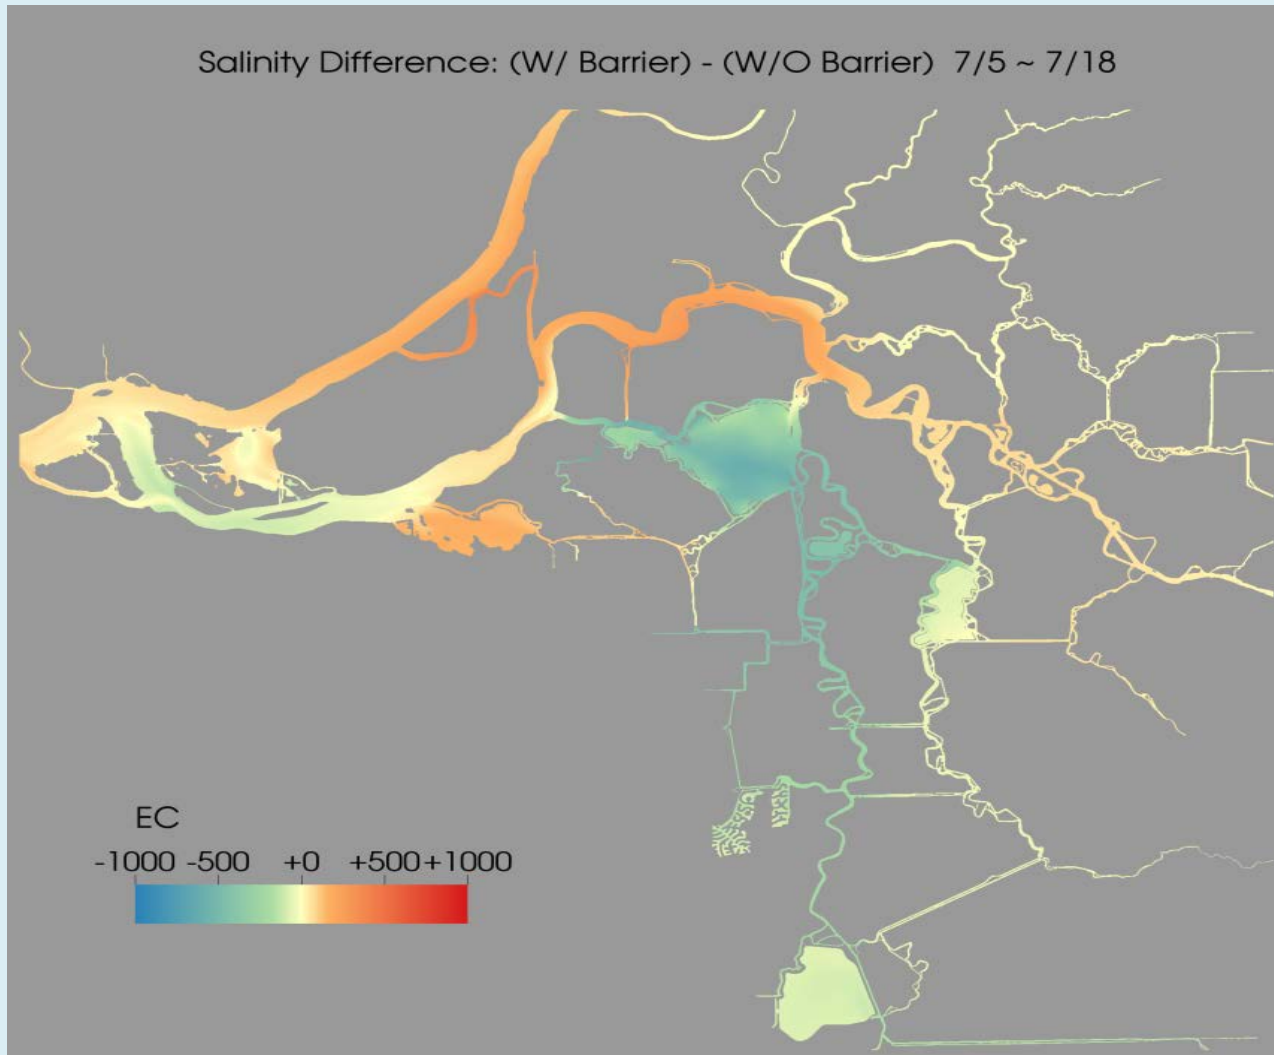 Salinity Difference: (W/ Barrier) - (W/O Barrier) 7/5 ~ 7/18
EC
-1000 -500 +0 +500 +1000